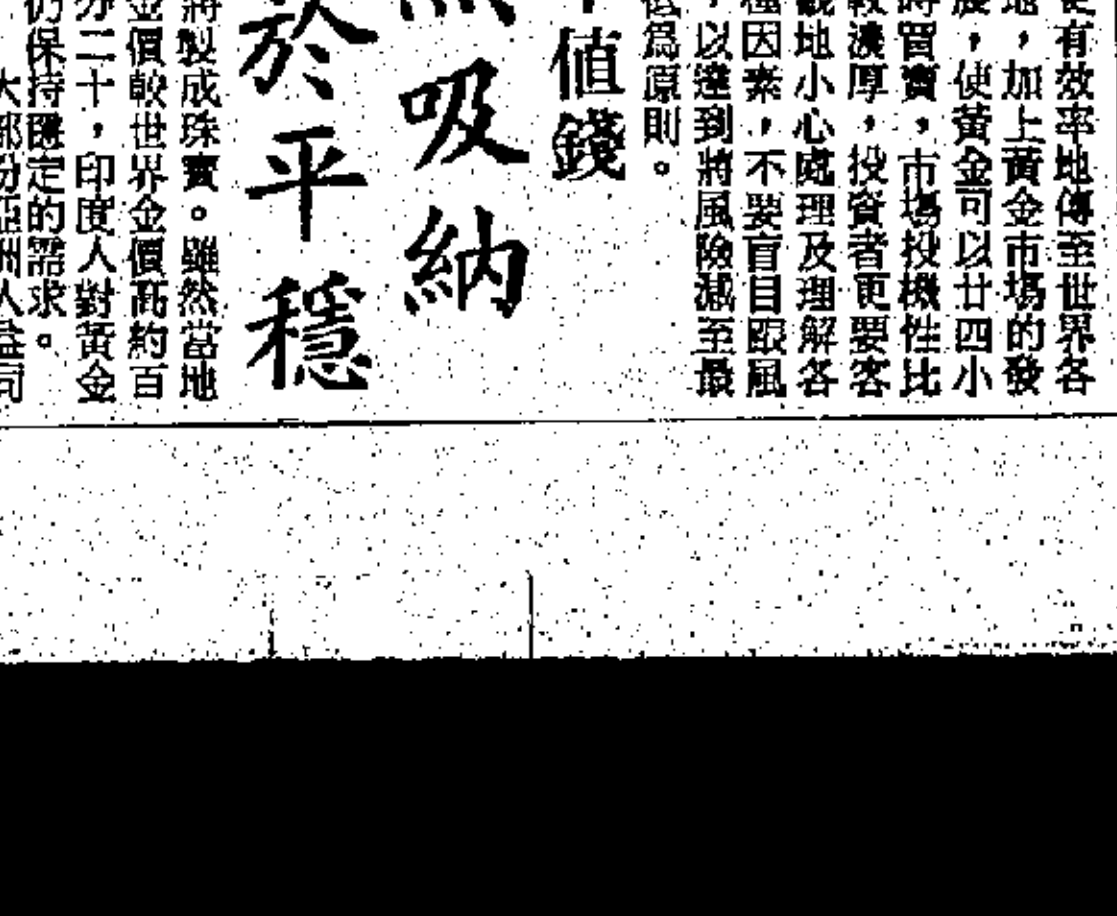 更有效率地傳至世界各
地，加上黃金市場的發
展，使黃金可以廿四小
時買賣，市場投機性比
較濃厚，投資者更要客
觀地小心處理及理解各
種因素，不要盲目跟風
，以達到將風險減至最
低爲原則。
值錢
吸納
於平穩
將製成珠寶。雖然當地
金價較世界金價高約百
分二十，印度人對黃金
仍保持穩定的需求。
大部份亞洲人益同